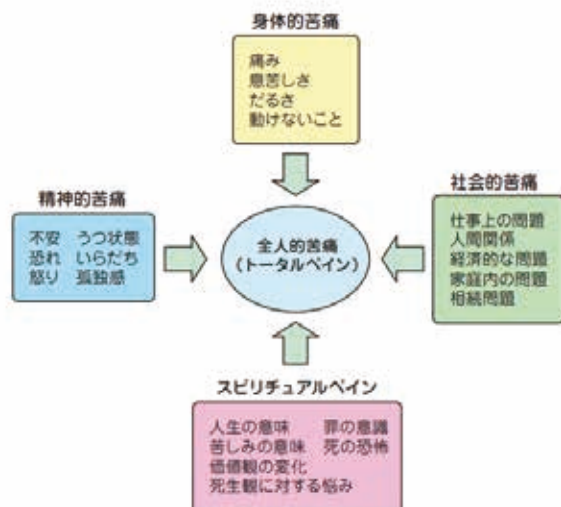 身体的苦痛
痛み
息苦しさ
だるさ
動けないこと
精神的苦痛
不安　うつ状態
恐れ　いらだち
怒り　孤独感
全人的苦痛
（トータルペイン）
社会的苦痛
仕事上の問題
人間関係
経済的な問題
家庭内の問題
相続問題
スピリチュアルペイン
人生の意味　罪の意識
苦しみの意味　死の恐怖
価値観の変化
死生観に対する悩み